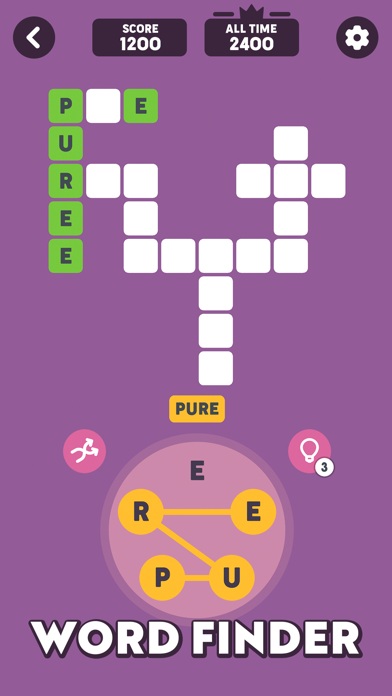 SCORE
1200
ALL TIME
2400
P E
U
R
E
E
PURE
3
E
R E
P U
WORD FINDER